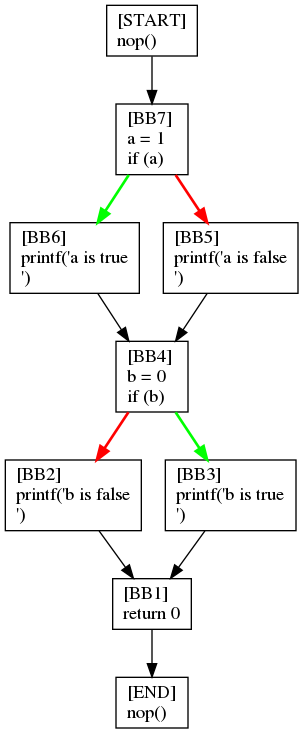 [START]
nop()
[BB7]
a = 1
if (a)
[BB6]
printf('a is true
')
[BB5]
printf('a is false
')
[BB4]
b = 0
if (b)
[BB2]
printf('b is false
')
[BB3]
printf('b is true
')
[BB1]
return 0
[END]
nop()